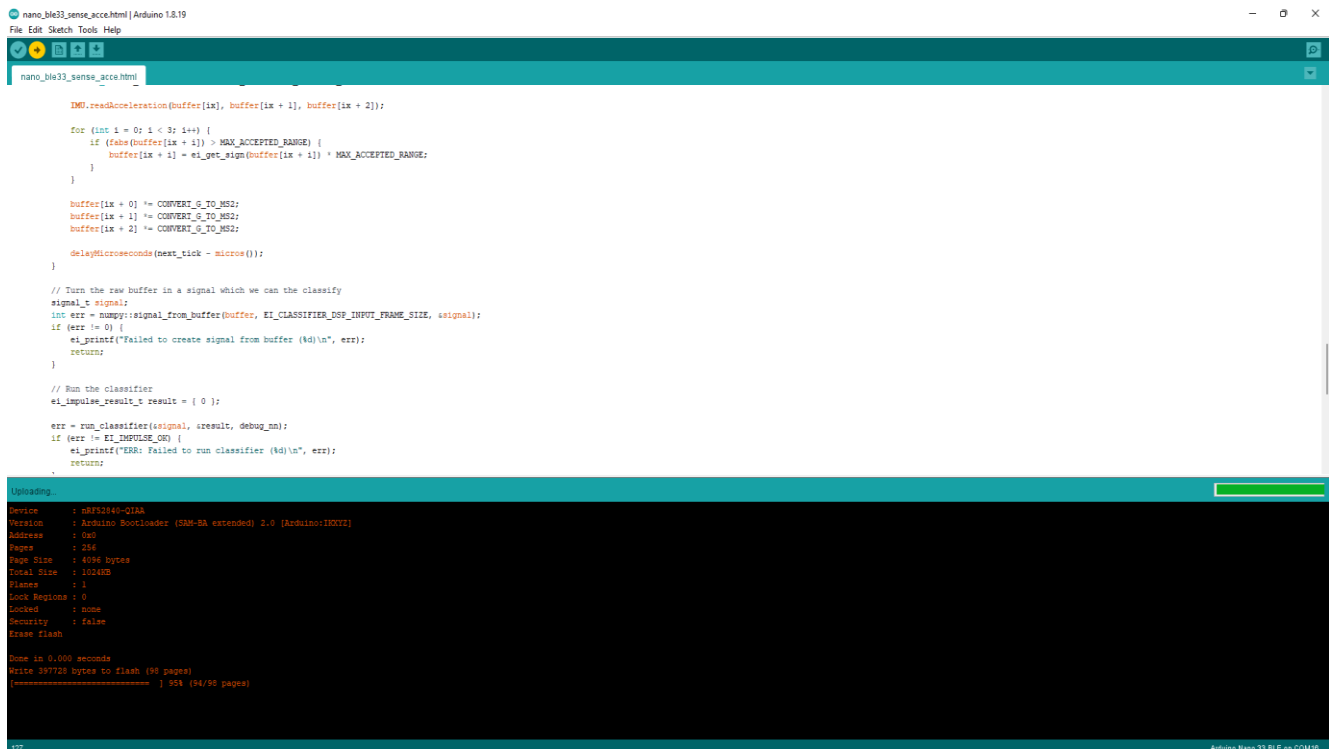 nano_ble33_sense_acce.html | Arduino 1.8.19
File Edit Sketch Tools Help
nano_ble33_sense_acce.html
IMU.readAcceleration(buffer[ix], buffer[ix + 1], buffer[ix + 2]);
for (int i = 0; i < 3; i++) {
if (fabs(buffer[ix + i]) > MAX_ACCEPTED_RANGE) {
buffer[ix + i] = ei_get_sign(buffer[ix + i]) * MAX_ACCEPTED_RANGE;
}
}
buffer[ix + 0] *= CONVERT_G_TO_MS2;
buffer[ix + 1] *= CONVERT_G_TO_MS2;
buffer[ix + 2] *= CONVERT_G_TO_MS2;
delayMicroseconds(next_tick - micros());
}
// Turn the raw buffer in a signal which we can the classify
signal_t signal;
int err = numpy::signal_from_buffer(buffer, EI_CLASSIFIER_DSP_INPUT_FRAME_SIZE, &signal);
if (err != 0) {
ei_printf("Failed to create signal from buffer (%d)\n", err);
return;
}
// Run the classifier
ei_impulse_result_t result = { 0 };
err = run_classifier(&signal, &result, debug_nn);
if (err != EI_IMPULSE_OK) {
ei_printf("ERR: Failed to run classifier (%d)\n", err);
return;
Uploading...
Device : nRF52840-QIAA
Version : Arduino Bootloader (SAM-BA extended) 2.0 [Arduino:IKXYZ]
Address : 0x0
Pages : 256
Page Size : 4096 bytes
Total Size : 1024KB
Planes : 1
Lock Regions : 0
Locked : none
Security : false
Erase flash
Done in 0.000 seconds
Write 397728 bytes to flash (98 pages)
[============================ ] 95% (94/98 pages)
127
Arduino Nano 33 BLE on COM16